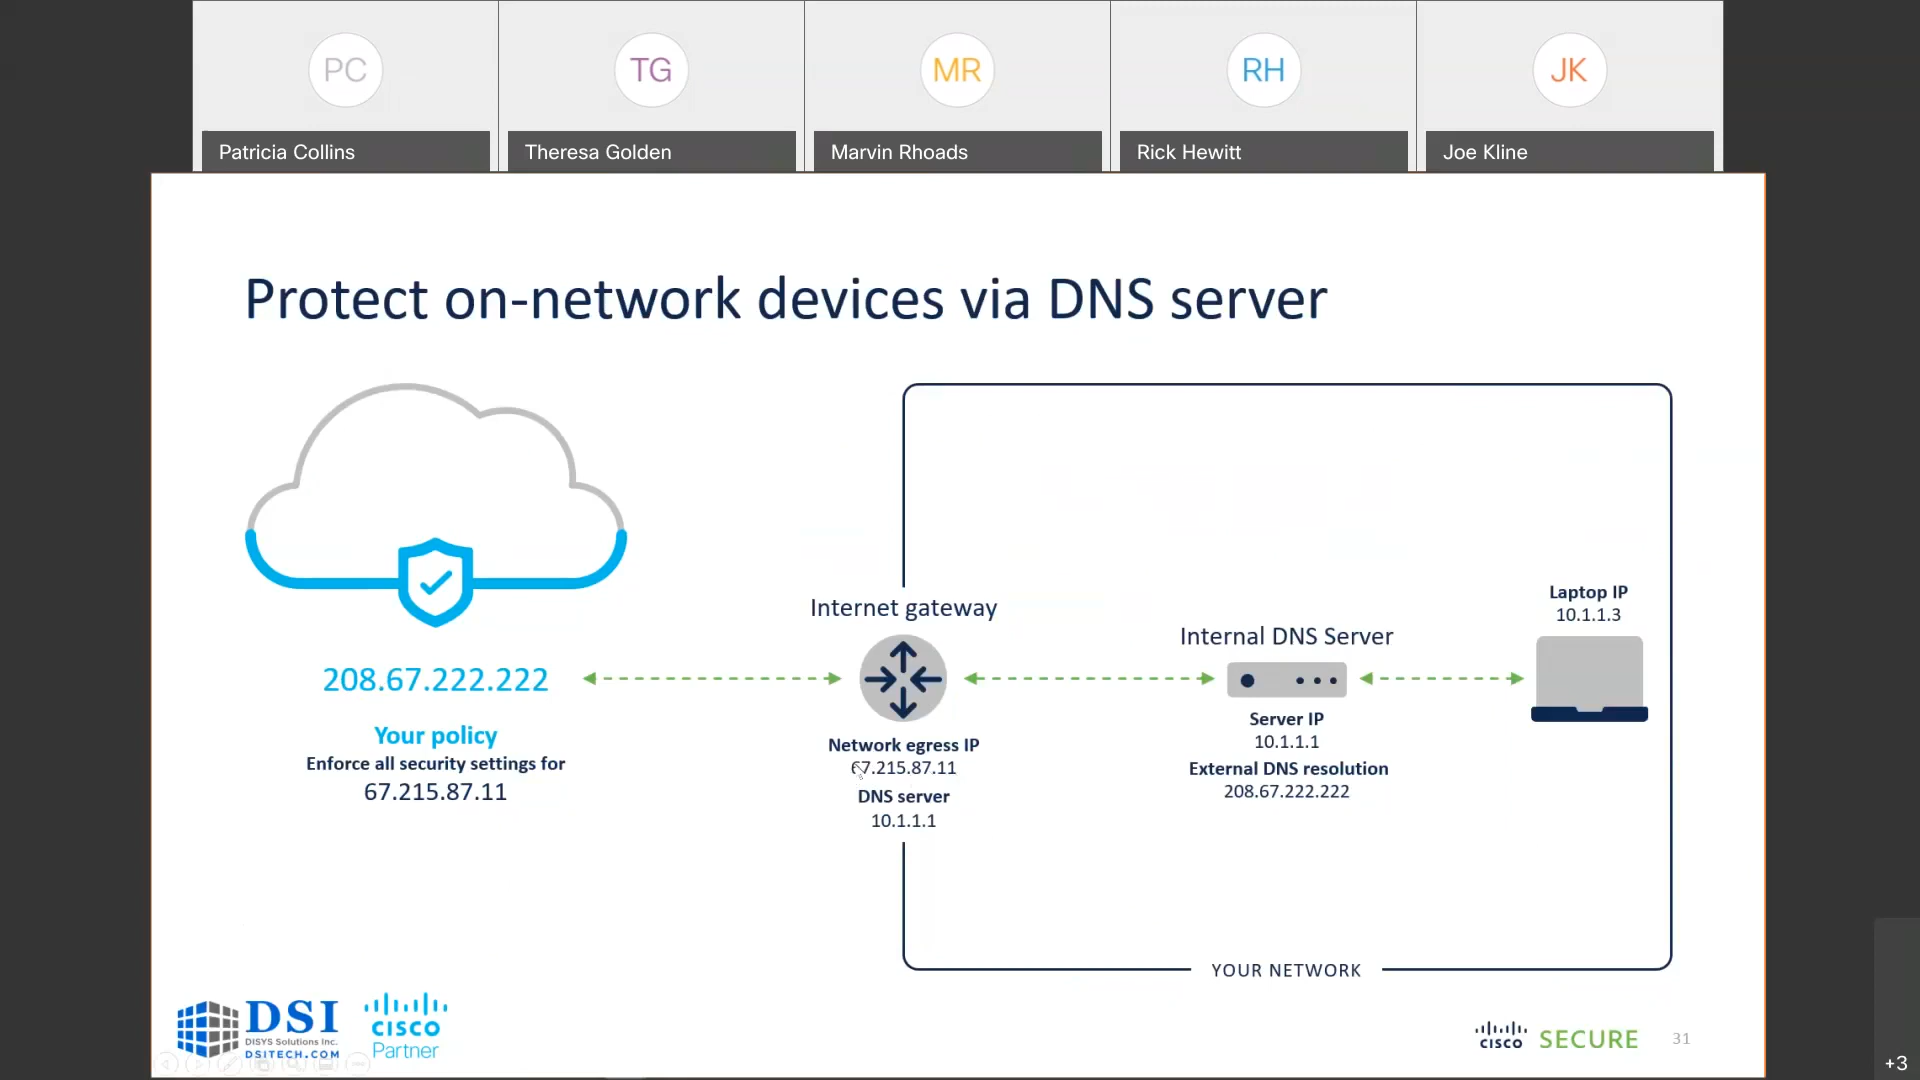 PC
TG
MR
RH
JK
Patricia Collins
Theresa Golden
Marvin Rhoads
Rick Hewitt
Joe Kline
Protect on-network devices via DNS server
208.67.222.222
Your policy
Enforce all security settings for
67.215.87.11
Internet gateway
Network egress IP
67.215.87.11
DNS server
10.1.1.1
Internal DNS Server
Server IP
10.1.1.1
External DNS resolution
208.67.222.222
Laptop IP
10.1.1.3
YOUR NETWORK
DSI
DISYS Solutions Inc.
DSITECH.COM
CISCO
Partner
CISCO
SECURE
31
+3